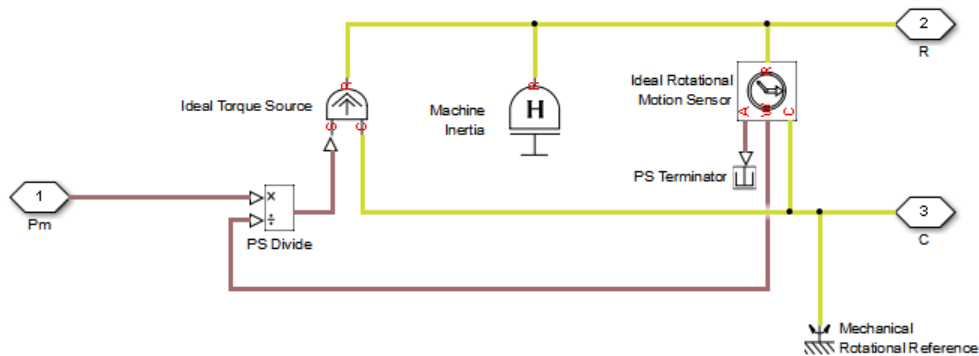 2
R
R
Ideal Rotational
Motion Sensor
R
Ideal Torque Source
S
C
Machine
Inertia
H
R
A
W
C
PS Terminator
1
Pm
×
÷
PS Divide
3
C
Mechanical
Rotational Reference